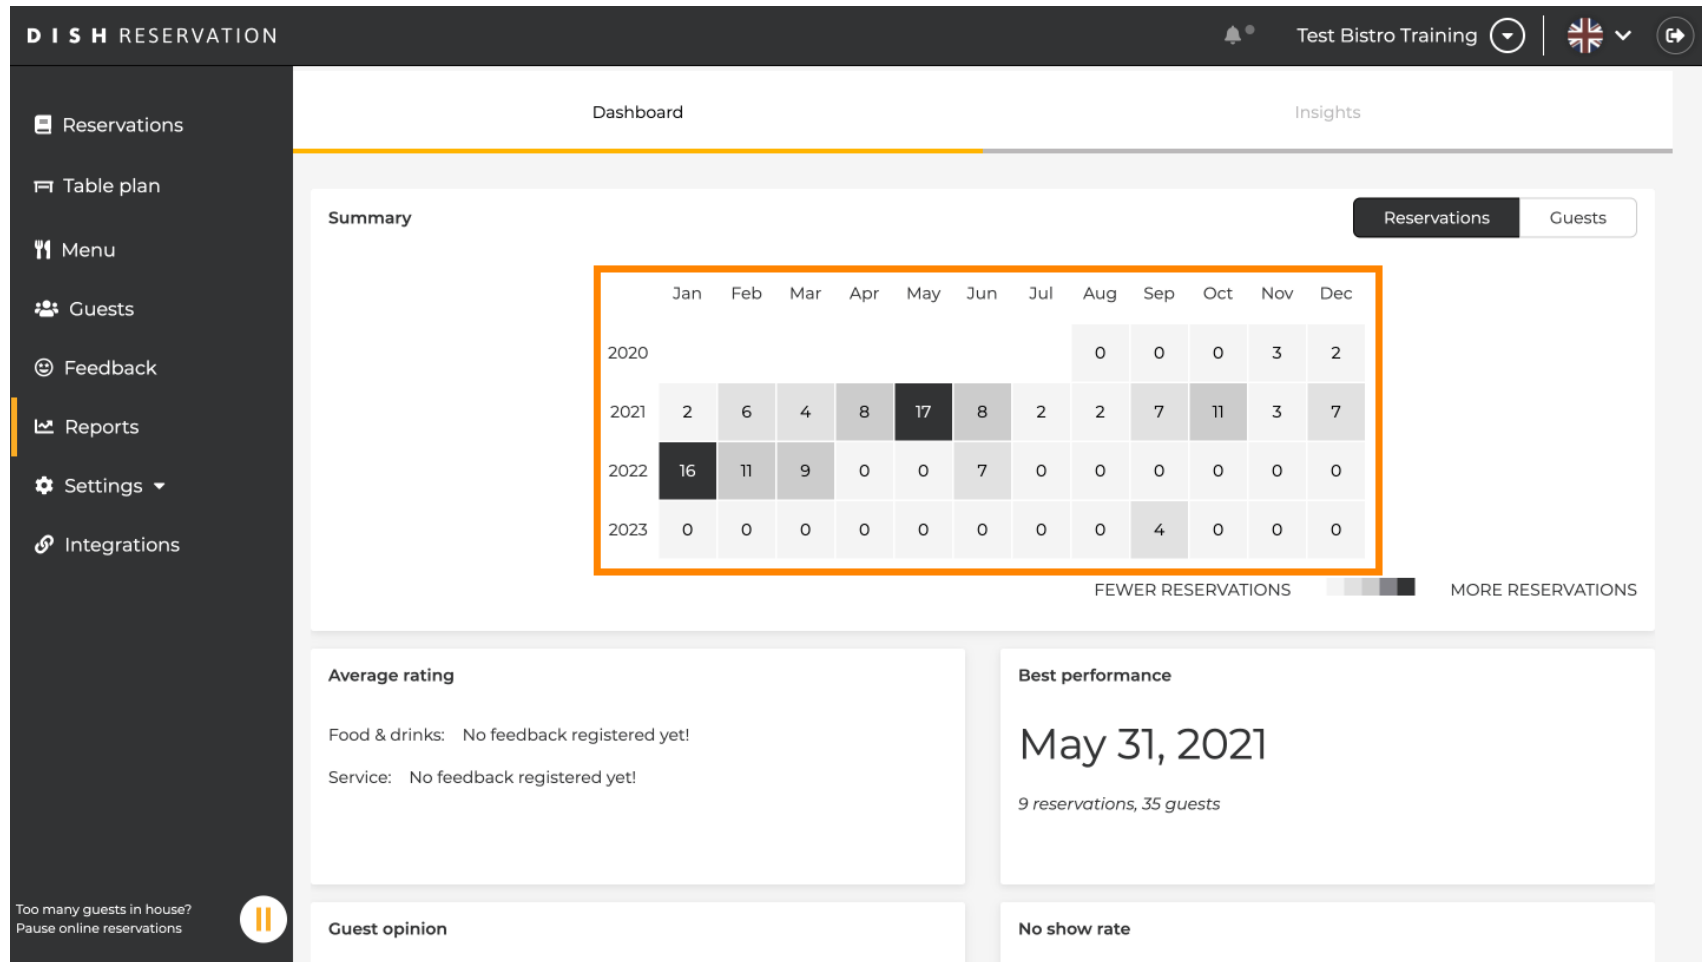 DISH RESERVATION
Test Bistro Training
Reservations
Table plan
Menu
Guests
Feedback
Reports
Settings
Integrations
Too many guests in house?
Pause online reservations
Dashboard Insights
Summary Reservations Guests
Jan Feb Mar Apr May Jun Jul Aug Sep Oct Nov Dec
2020 0 0 0 3 2
2021 2 6 4 8 17 8 2 2 7 11 3 7
2022 16 11 9 0 0 7 0 0 0 0 0 0
2023 0 0 0 0 0 0 0 0 4 0 0 0
FEWER RESERVATIONS MORE RESERVATIONS
Average rating
Food & drinks: No feedback registered yet!
Service: No feedback registered yet!
Best performance
May 31, 2021
9 reservations, 35 guests
Guest opinion
No show rate